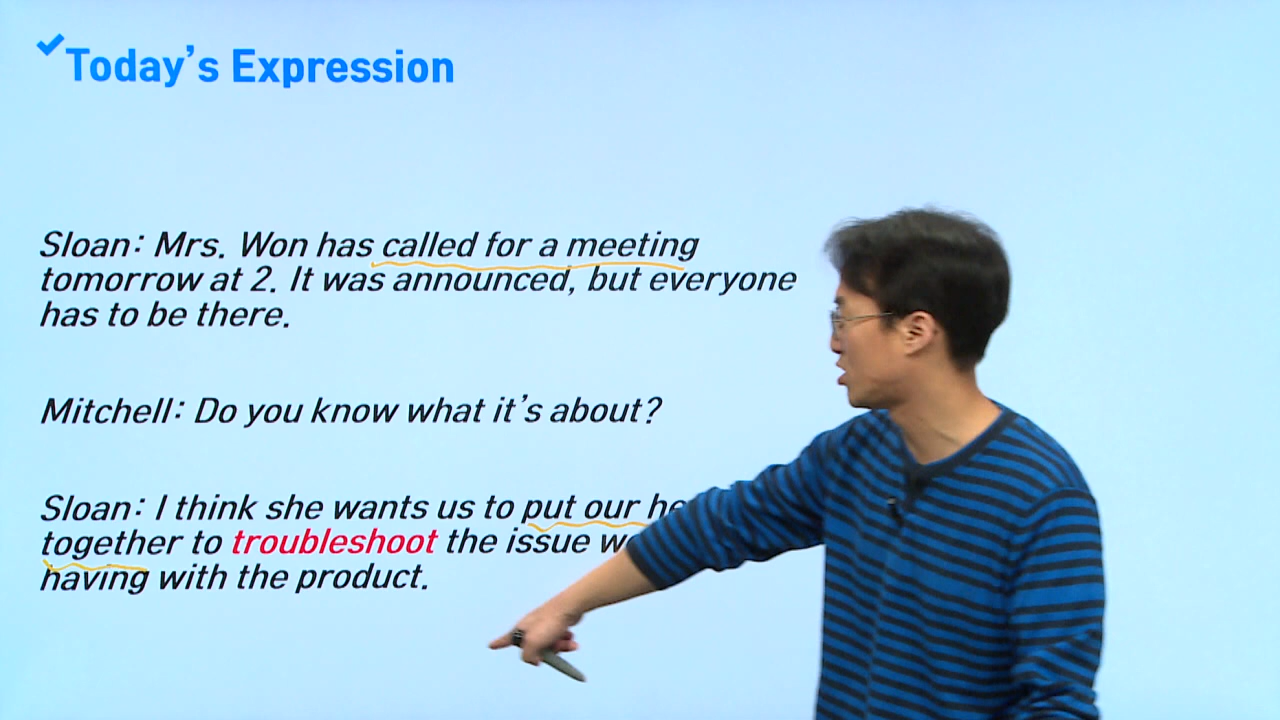 Today's Expression
Sloan: Mrs. Won has called for a meeting
tomorrow at 2. It was announced, but everyone
has to be there.
Mitchell: Do you know what it's about?
Sloan: I think she wants us to put our
together to troubleshoot the issue
having with the product.